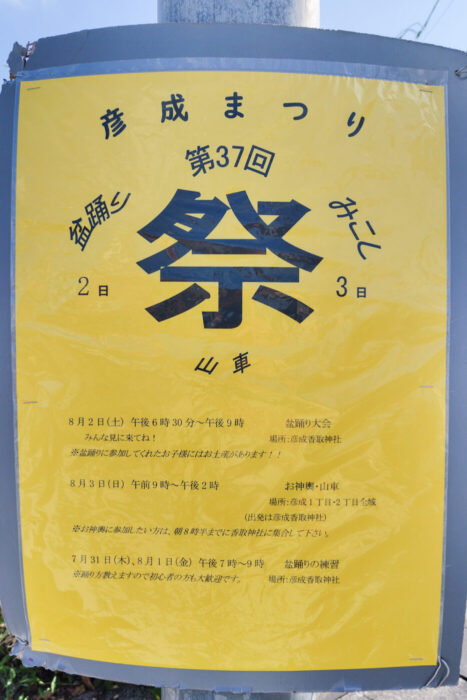 彦成まつり
第37回
盆踊り
みこし
祭
2日
3日
山車
8月2日(土) 午後6時30分〜午後9時 盆踊り大会
みんな見に来てね! 場所:彦成香取神社
※盆踊りに参加してくれたお子様にはお土産があります!!
8月3日(日) 午前9時〜午後2時 お神輿・山車
場所:彦成1丁目・2丁目全域
(出発は彦成香取神社)
※お神輿に参加したい方は、朝8時半までに香取神社に集合して下さい。
7月31日(木)、8月1日(金) 午後7時〜9時 盆踊りの練習
※踊り方教えますので初心者の方も大歓迎です。 場所:彦成香取神社